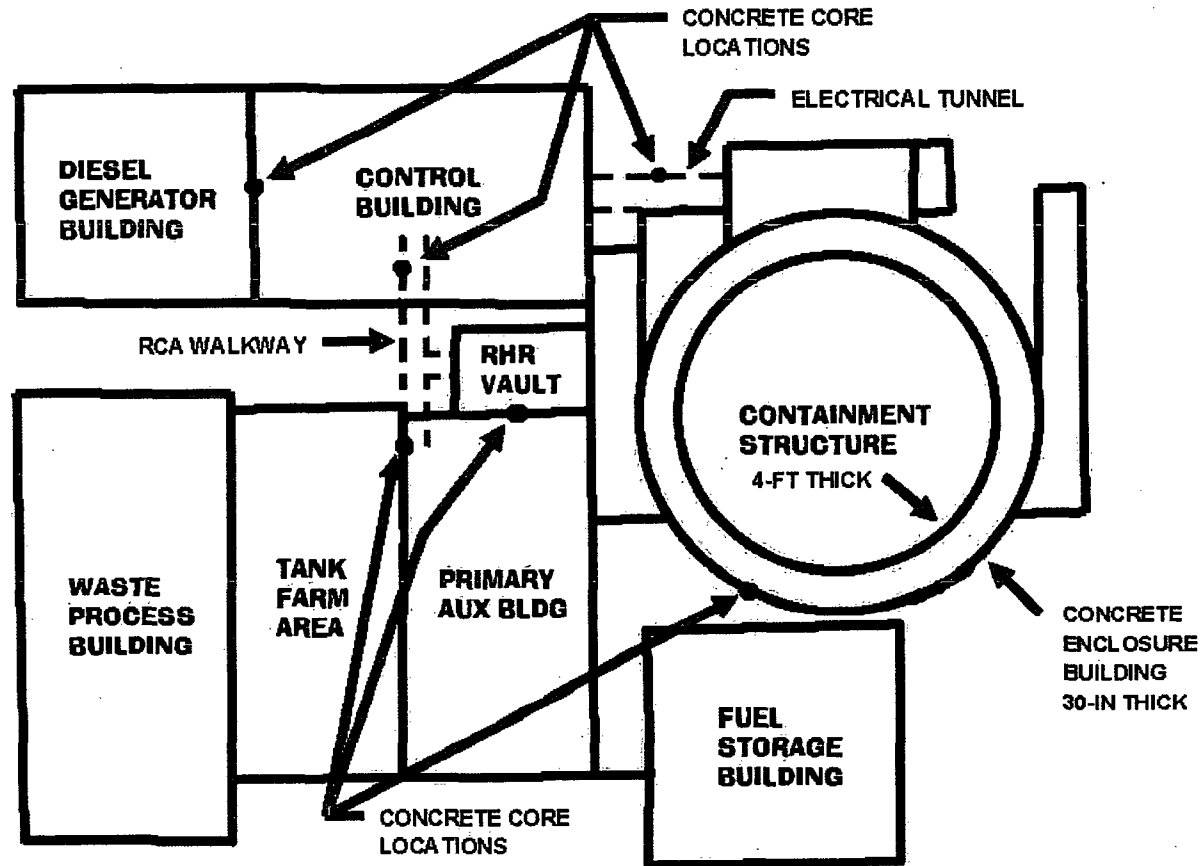 CONCRETE CORE
LOCATIONS
ELECTRICAL TUNNEL
DIESEL
GENERATOR
BUILDING
CONTROL
BUILDING
RCA WALKWAY
RHR
VAULT
CONTAINMENT
STRUCTURE
4-FT THICK
WASTE
PROCESS
BUILDING
TANK
FARM
AREA
PRIMARY
AUX BLDG
CONCRETE
ENCLOSURE
BUILDING
30-IN THICK
FUEL
STORAGE
BUILDING
CONCRETE CORE
LOCATIONS